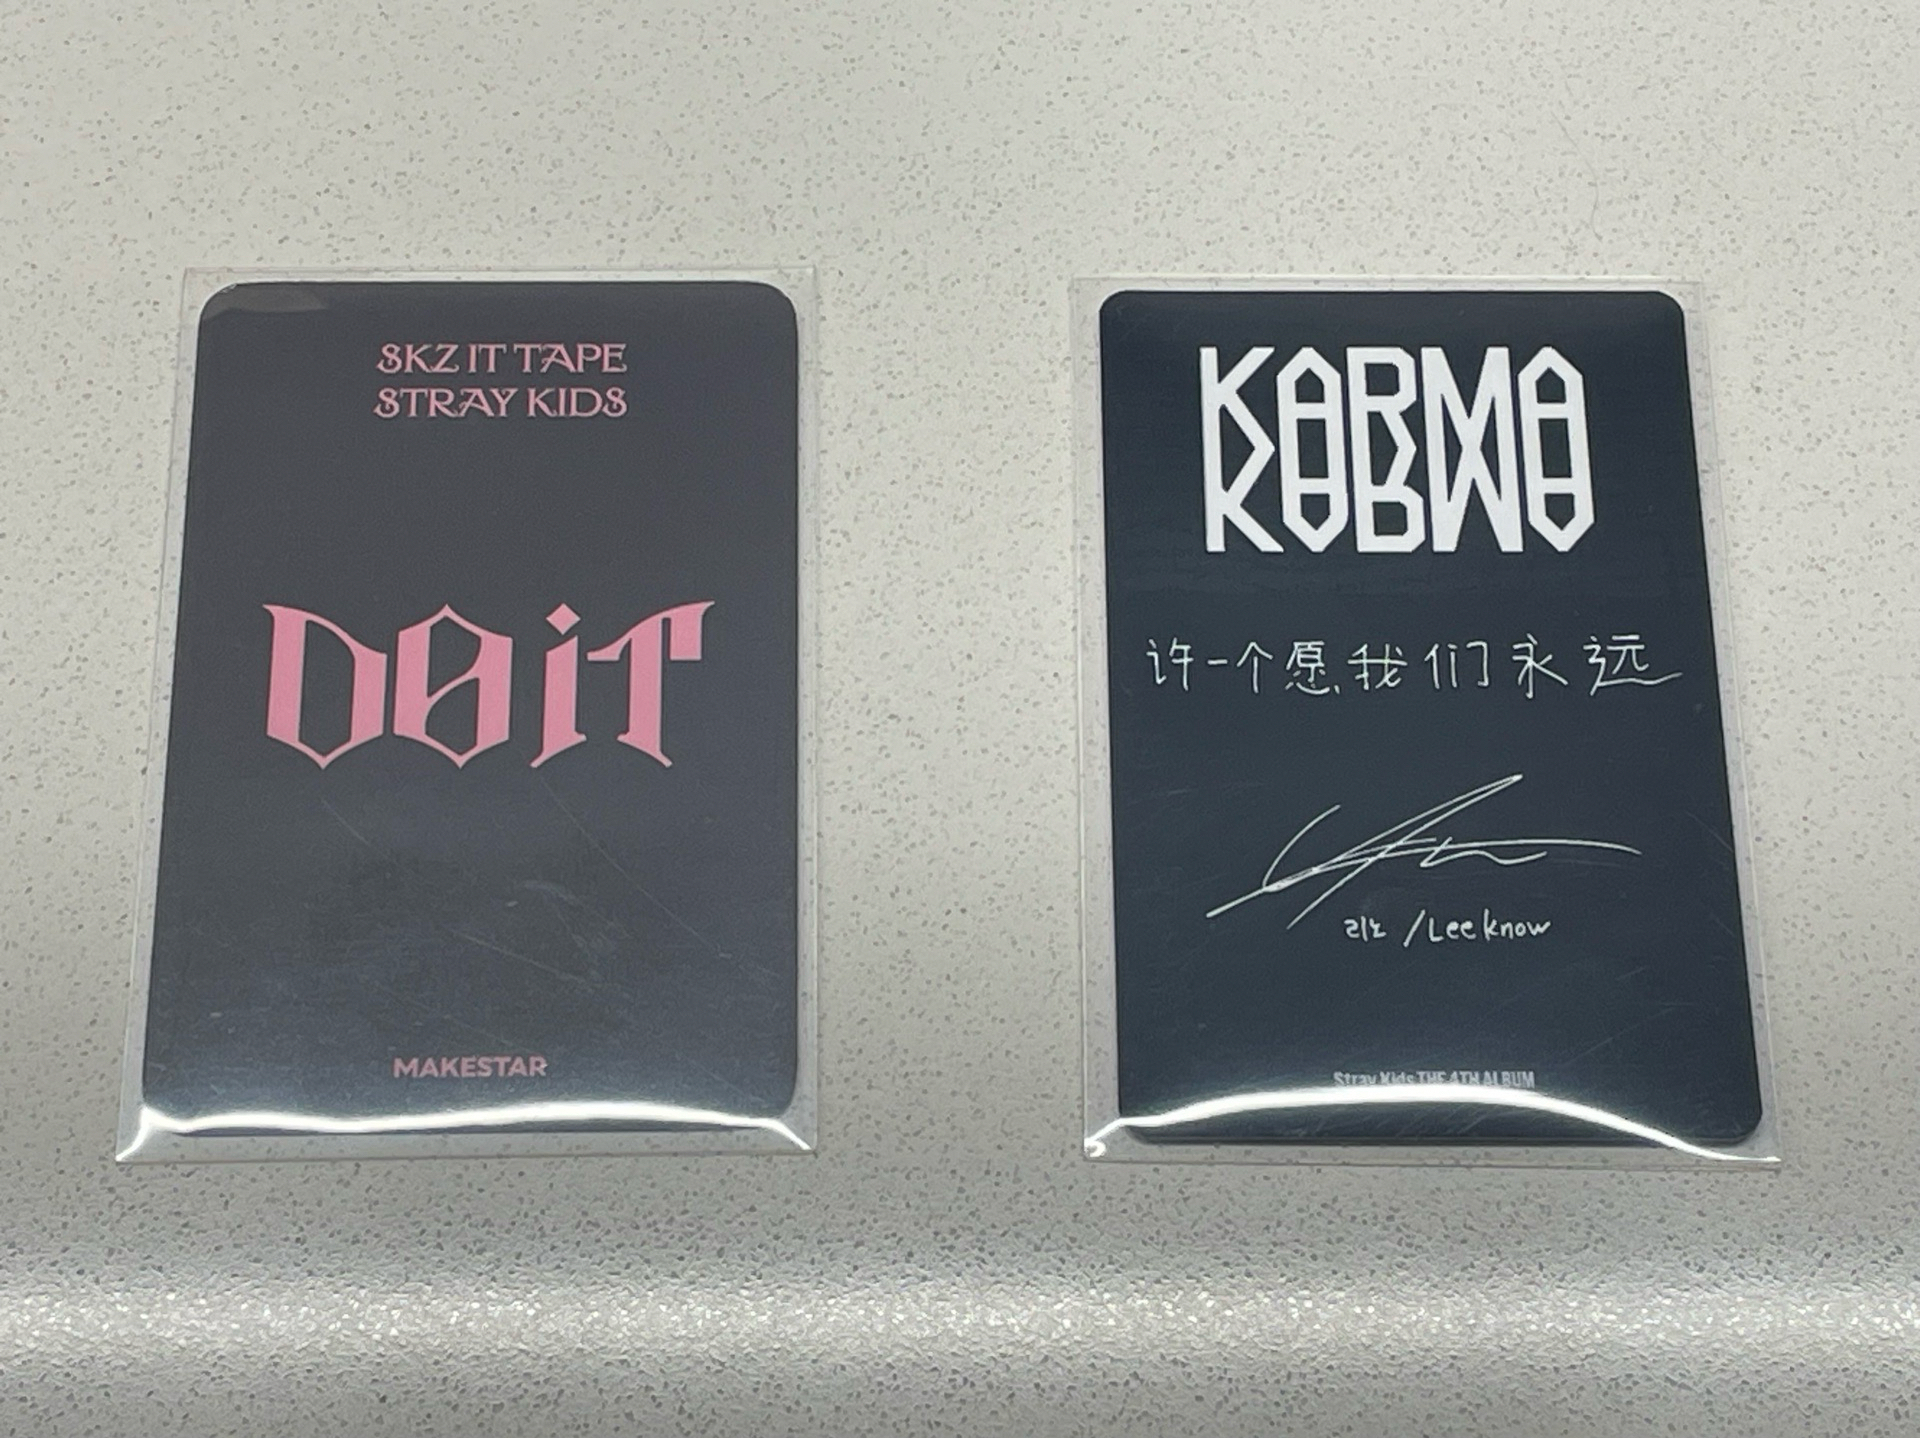 SKZ IT TAPE
STRAY KIDS
DO iT
MAKESTAR
KARMA
KARMA
许一个愿我们永远
리노 / Lee know
Stray Kids THE 4TH ALBUM